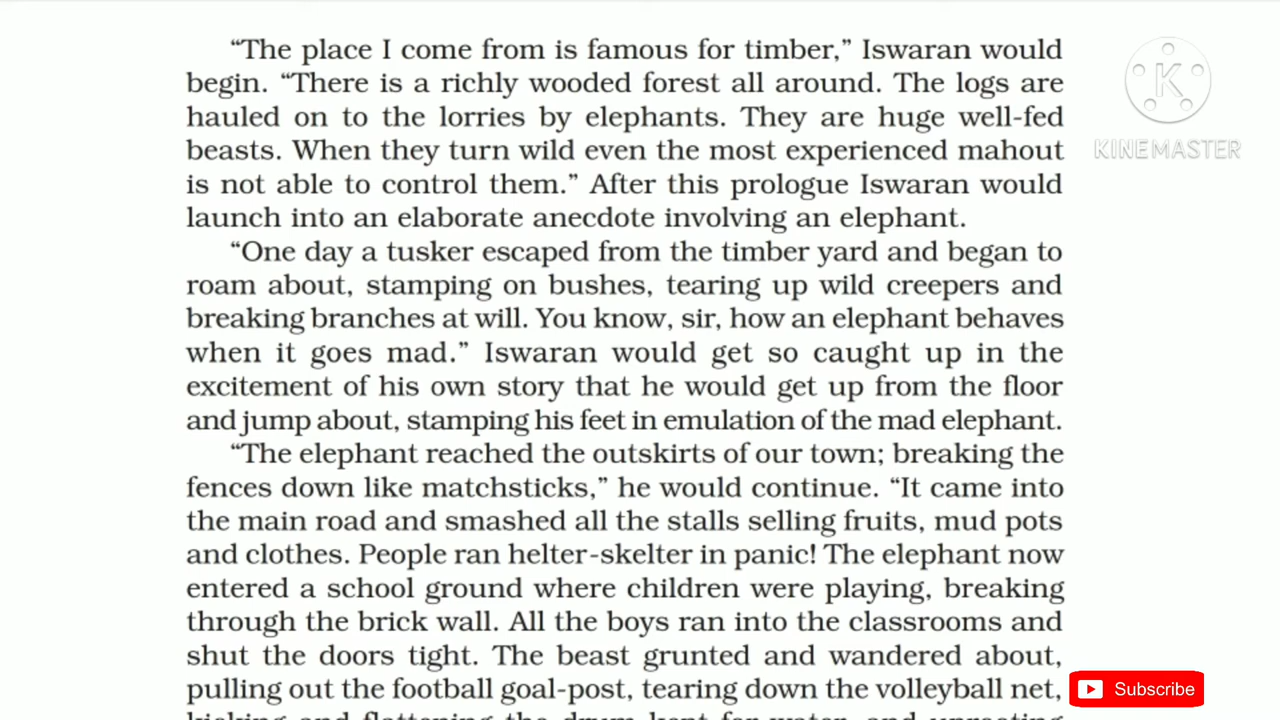 “The place I come from is famous for timber,” Iswaran would
begin. “There is a richly wooded forest all around. The logs are
hauled on to the lorries by elephants. They are huge well-fed
beasts. When they turn wild even the most experienced mahout
is not able to control them.” After this prologue Iswaran would
launch into an elaborate anecdote involving an elephant.
“One day a tusker escaped from the timber yard and began to
roam about, stamping on bushes, tearing up wild creepers and
breaking branches at will. You know, sir, how an elephant behaves
when it goes mad.” Iswaran would get so caught up in the
excitement of his own story that he would get up from the floor
and jump about, stamping his feet in emulation of the mad elephant.
“The elephant reached the outskirts of our town; breaking the
fences down like matchsticks,” he would continue. “It came into
the main road and smashed all the stalls selling fruits, mud pots
and clothes. People ran helter-skelter in panic! The elephant now
entered a school ground where children were playing, breaking
through the brick wall. All the boys ran into the classrooms and
shut the doors tight. The beast grunted and wandered about,
pulling out the football goal-post, tearing down the volleyball net,
kicking and flattening the drum kept for water, and uprooting
K
KINEMASTER
Subscribe